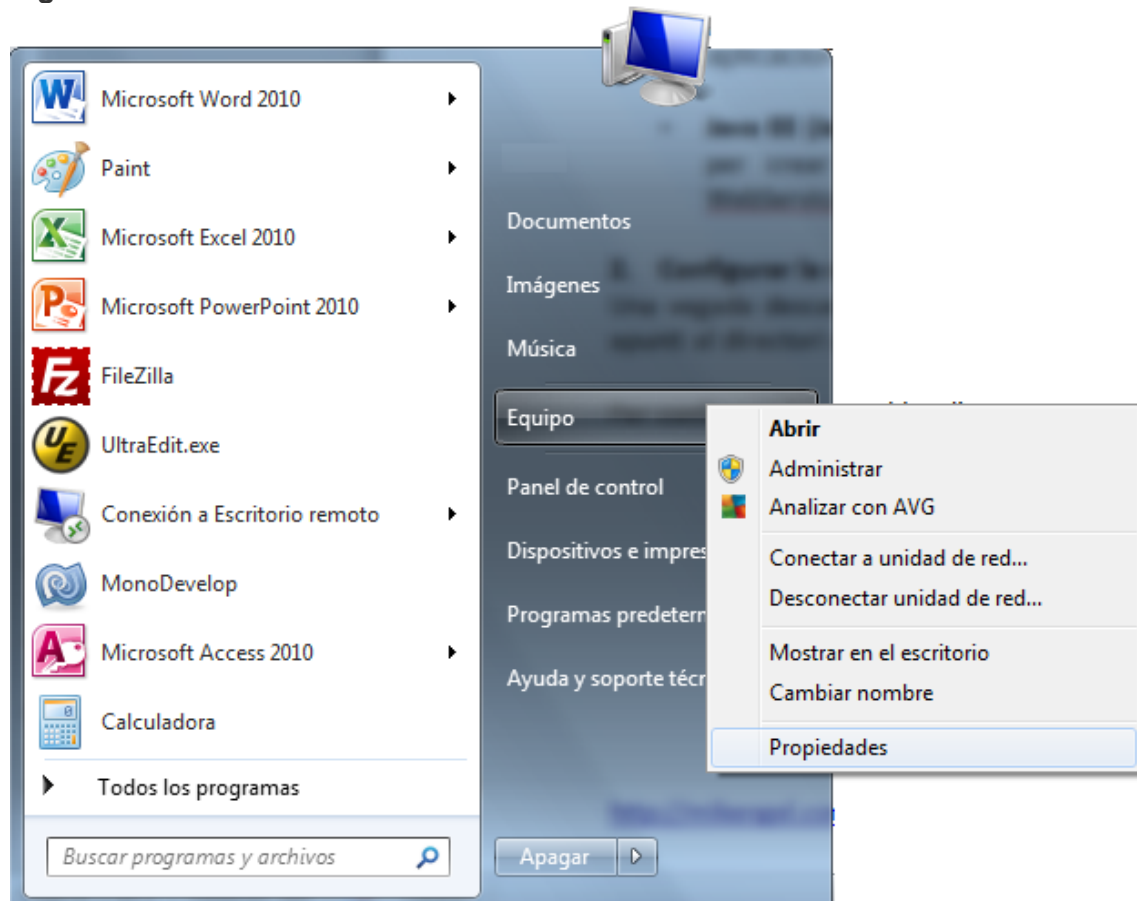 Microsoft Word 2010
Paint
Microsoft Excel 2010
Microsoft PowerPoint 2010
FileZilla
UltraEdit.exe
Conexión a Escritorio remoto
MonoDevelop
Microsoft Access 2010
Calculadora
Todos los programas
Buscar programas y archivos
Documentos
Imágenes
Música
Equipo
Panel de control
Dispositivos e impres
Programas predeterm
Ayuda y soporte técn
Apagar
Abrir
Administrar
Analizar con AVG
Conectar a unidad de red...
Desconectar unidad de red...
Mostrar en el escritorio
Cambiar nombre
Propiedades